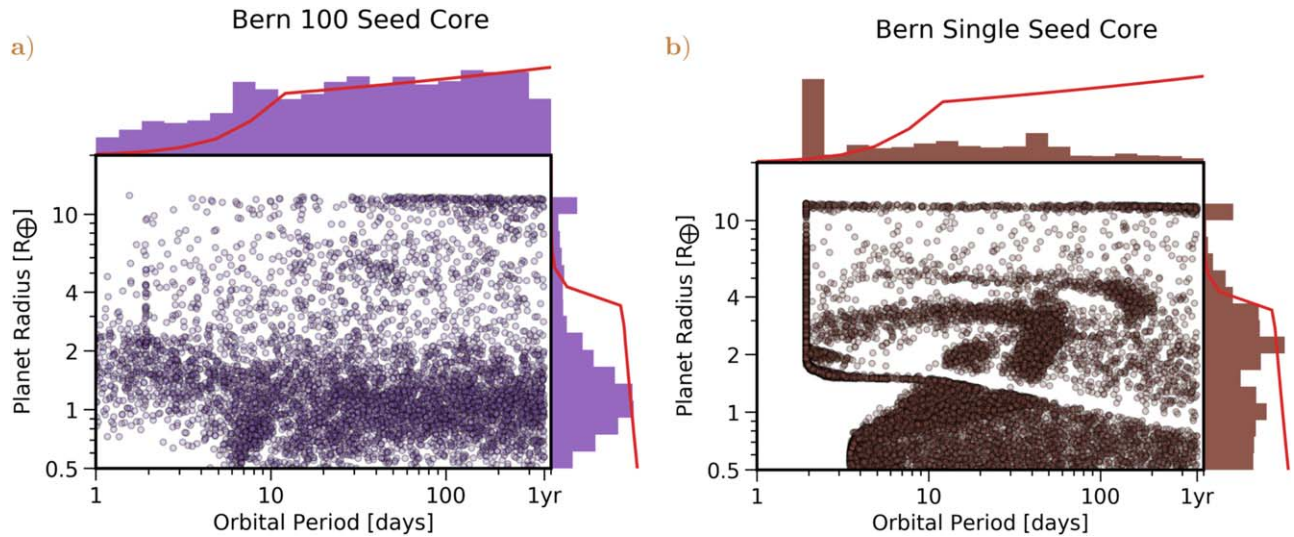 Bern 100 Seed Core
a)
Planet Radius [R⊕]
10
4
2
1
0.5
1
10
100
1yr
Orbital Period [days]
Bern Single Seed Core
b)
Planet Radius [R⊕]
10
4
2
1
0.5
1
10
100
1yr
Orbital Period [days]